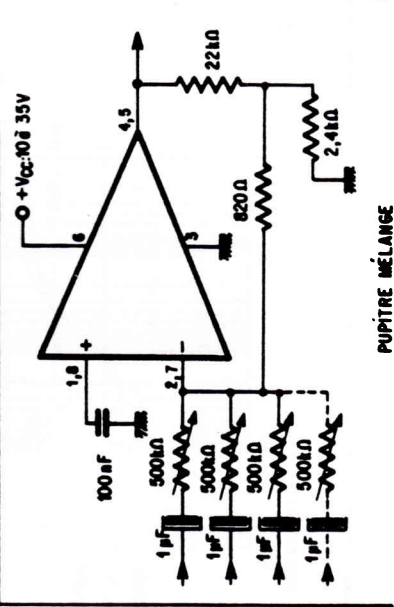 +VCC:10 à 35V
6
1,8
+
4,5
100nF
2,7
−
3
22kΩ
500kΩ
1µF
820Ω
500kΩ
1µF
2,4kΩ
500kΩ
1µF
500kΩ
1µF
PUPITRE MÉLANGE